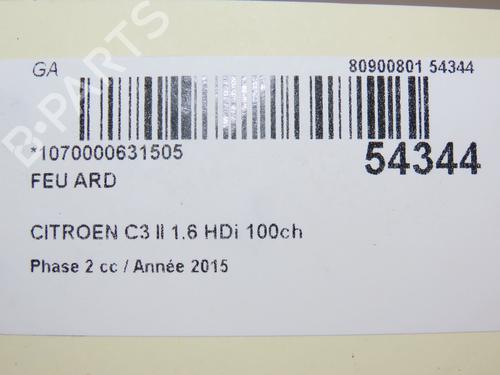 B-PARTS
GA
80900801 54344
*1070000631505
54344
FEU ARD
CITROEN C3 II 1.6 HDi 100ch
Phase 2 cc / Année 2015